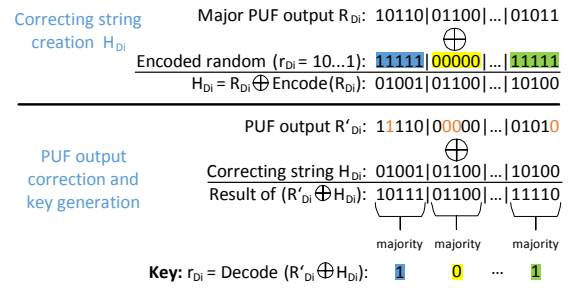 Correcting string creation H_Di
Major PUF output R_Di: 10110|01100|...|01011
⊕
Encoded random (r_Di = 10...1): 11111|00000|...|11111
H_Di = R_Di ⊕ Encode(R_Di): 01001|01100|...|10100
PUF output correction and key generation
PUF output R'_Di: 11110|00000|...|01010
⊕
Correcting string H_Di: 01001|01100|...|10100
Result of (R'_Di ⊕ H_Di): 10111|01100|...|11110
majority majority majority
Key: r_Di = Decode (R'_Di ⊕ H_Di): 1 0 ... 1